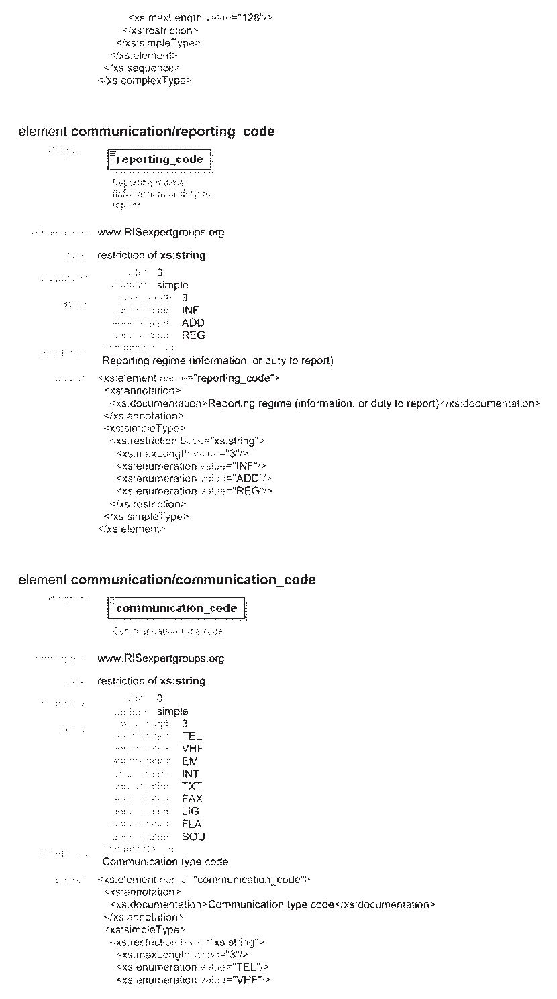 <xs maxLength value="128"/>
</xs:restriction>
</xs:simpleType>
</xs:element>
</xs sequence>
</xs:complexType>
element communication/reporting_code
diagram
reporting_code
Reporting regime
(information, or duty to
report)
namespace www.RISexpertgroups.org
type restriction of xs:string
properties
0
content simple
facets
maxLength 3
enumeration INF
enumeration ADD
enumeration REG
annotation
documentation
Reporting regime (information, or duty to report)
source <xs:element name="reporting_code">
<xs:annotation>
<xs.documentation>Reporting regime (information, or duty to report)</xs:documentation>
</xs:annotation>
<xs:simpleType>
<xs.restriction base="xs.string">
<xs:maxLength value="3"/>
<xs:enumeration value="INF"/>
<xs:enumeration value="ADD"/>
<xs enumeration value="REG"/>
</xs restriction>
</xs:simpleType>
</xs:element>
element communication/communication_code
diagram
communication_code
Communication type code
namespace www.RISexpertgroups.org
type restriction of xs:string
properties
0
content simple
facets
maxLength 3
enumeration TEL
enumeration VHF
enumeration EM
enumeration INT
enumeration TXT
enumeration FAX
enumeration LIG
enumeration FLA
enumeration SOU
annotation
documentation
Communication type code
source <xs.element name="communication_code">
<xs:annotation>
<xs.documentation>Communication type code</xs:documentation>
</xs:annotation>
<xs:simpleType>
<xs:restriction base="xs:string">
<xs:maxLength value="3"/>
<xs enumeration value="TEL"/>
<xs enumeration value="VHF"/>